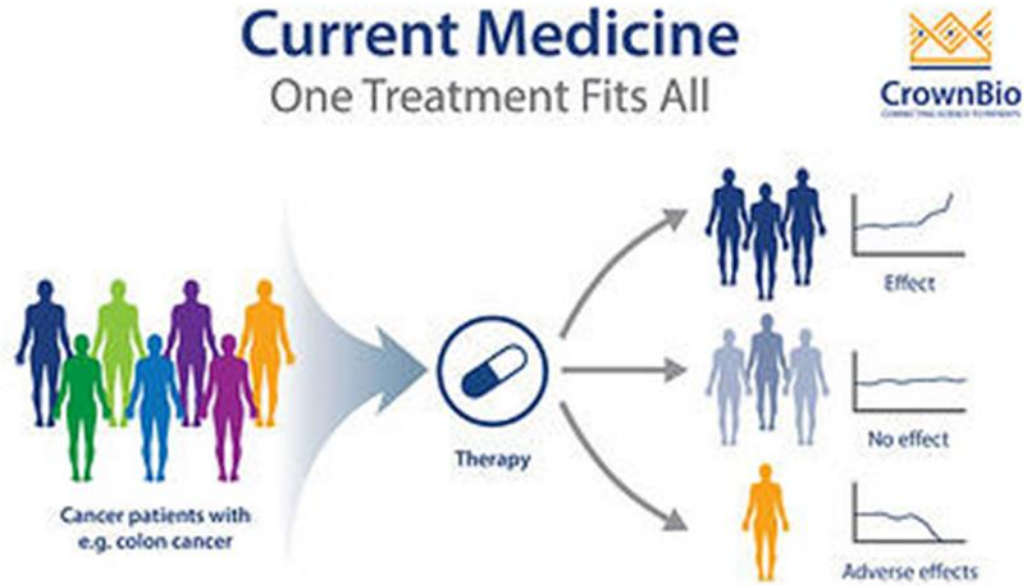 Current Medicine
One Treatment Fits All
CrownBio
Effect
No effect
Therapy
Cancer patients with
e.g. colon cancer
Adverse effects